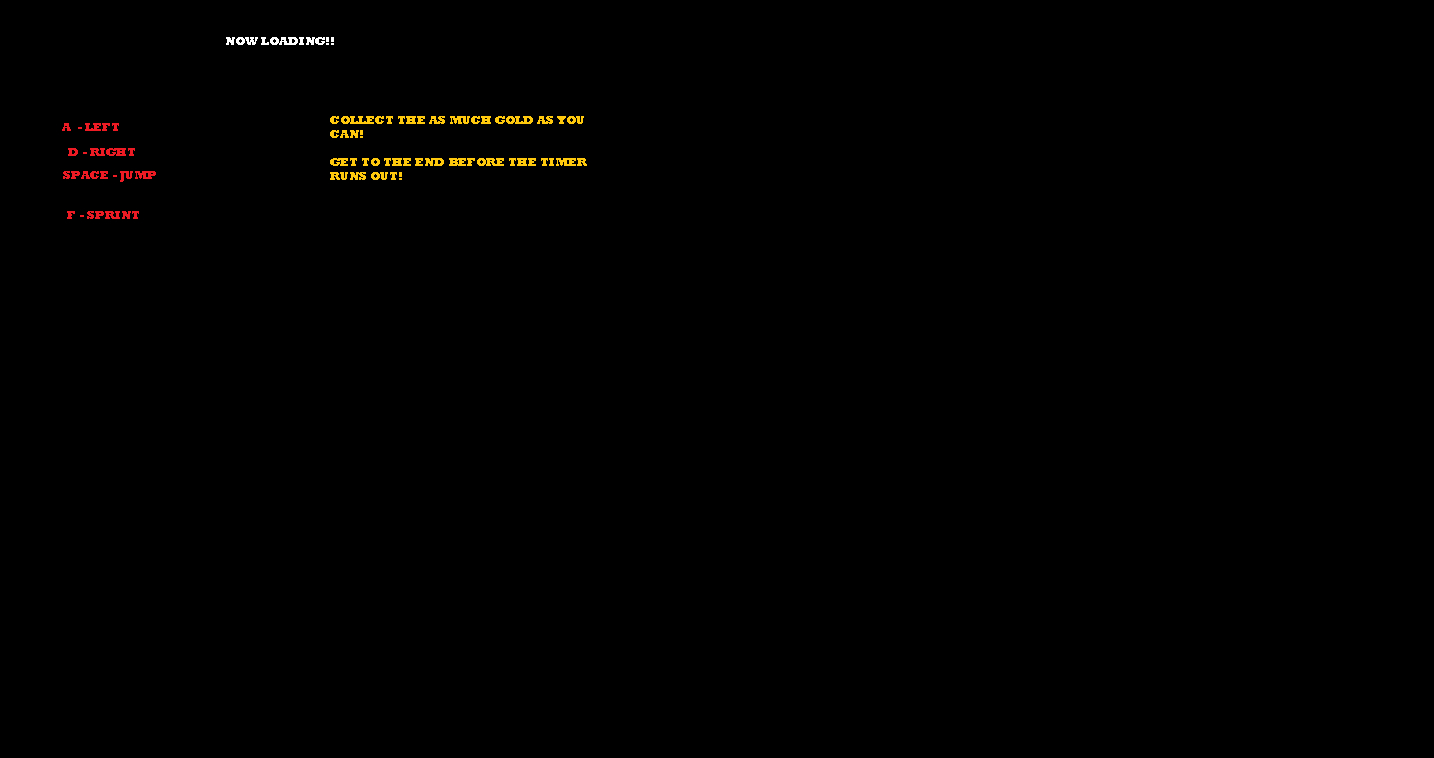 NOW LOADING!!
A - LEFT
D - RIGHT
SPACE - JUMP
F - SPRINT
COLLECT THE AS MUCH GOLD AS YOU
CAN!
GET TO THE END BEFORE THE TIMER
RUNS OUT!